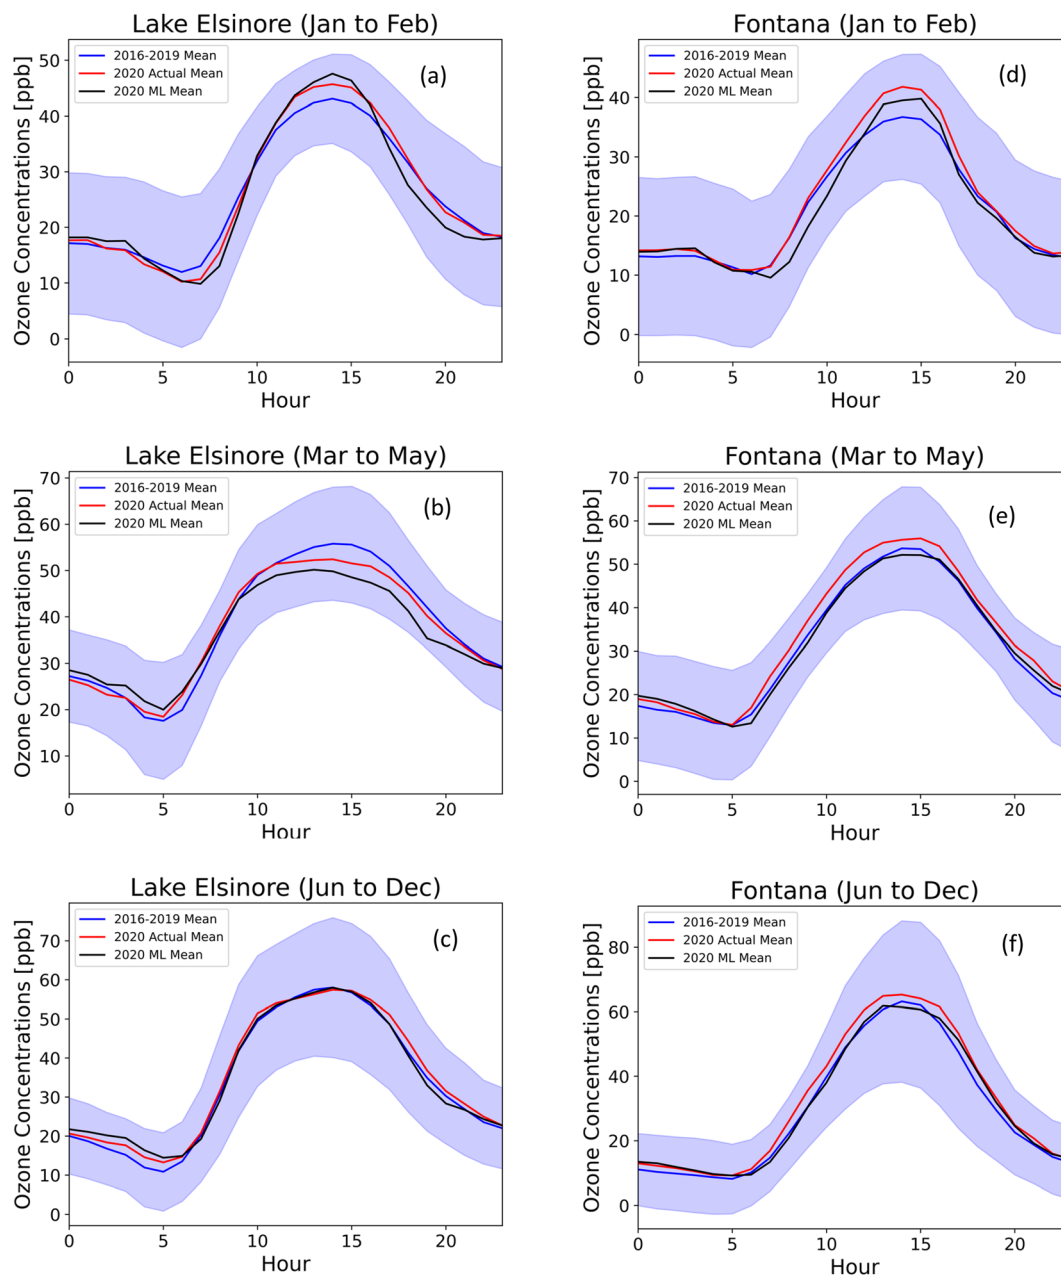 Lake Elsinore (Jan to Feb)
Ozone Concentrations [ppb]
2016-2019 Mean
2020 Actual Mean
2020 ML Mean
(a)
50
40
30
20
10
0
0 5 10 15 20
Hour
Fontana (Jan to Feb)
Ozone Concentrations [ppb]
2016-2019 Mean
2020 Actual Mean
2020 ML Mean
(d)
40
30
20
10
0
0 5 10 15 20
Hour
Lake Elsinore (Mar to May)
Ozone Concentrations [ppb]
2016-2019 Mean
2020 Actual Mean
2020 ML Mean
(b)
70
60
50
40
30
20
10
0 5 10 15 20
Hour
Fontana (Mar to May)
Ozone Concentrations [ppb]
2016-2019 Mean
2020 Actual Mean
2020 ML Mean
(e)
70
60
50
40
30
20
10
0
0 5 10 15 20
Hour
Lake Elsinore (Jun to Dec)
Ozone Concentrations [ppb]
2016-2019 Mean
2020 Actual Mean
2020 ML Mean
(c)
70
60
50
40
30
20
10
0
0 5 10 15 20
Hour
Fontana (Jun to Dec)
Ozone Concentrations [ppb]
2016-2019 Mean
2020 Actual Mean
2020 ML Mean
(f)
80
60
40
20
0
0 5 10 15 20
Hour